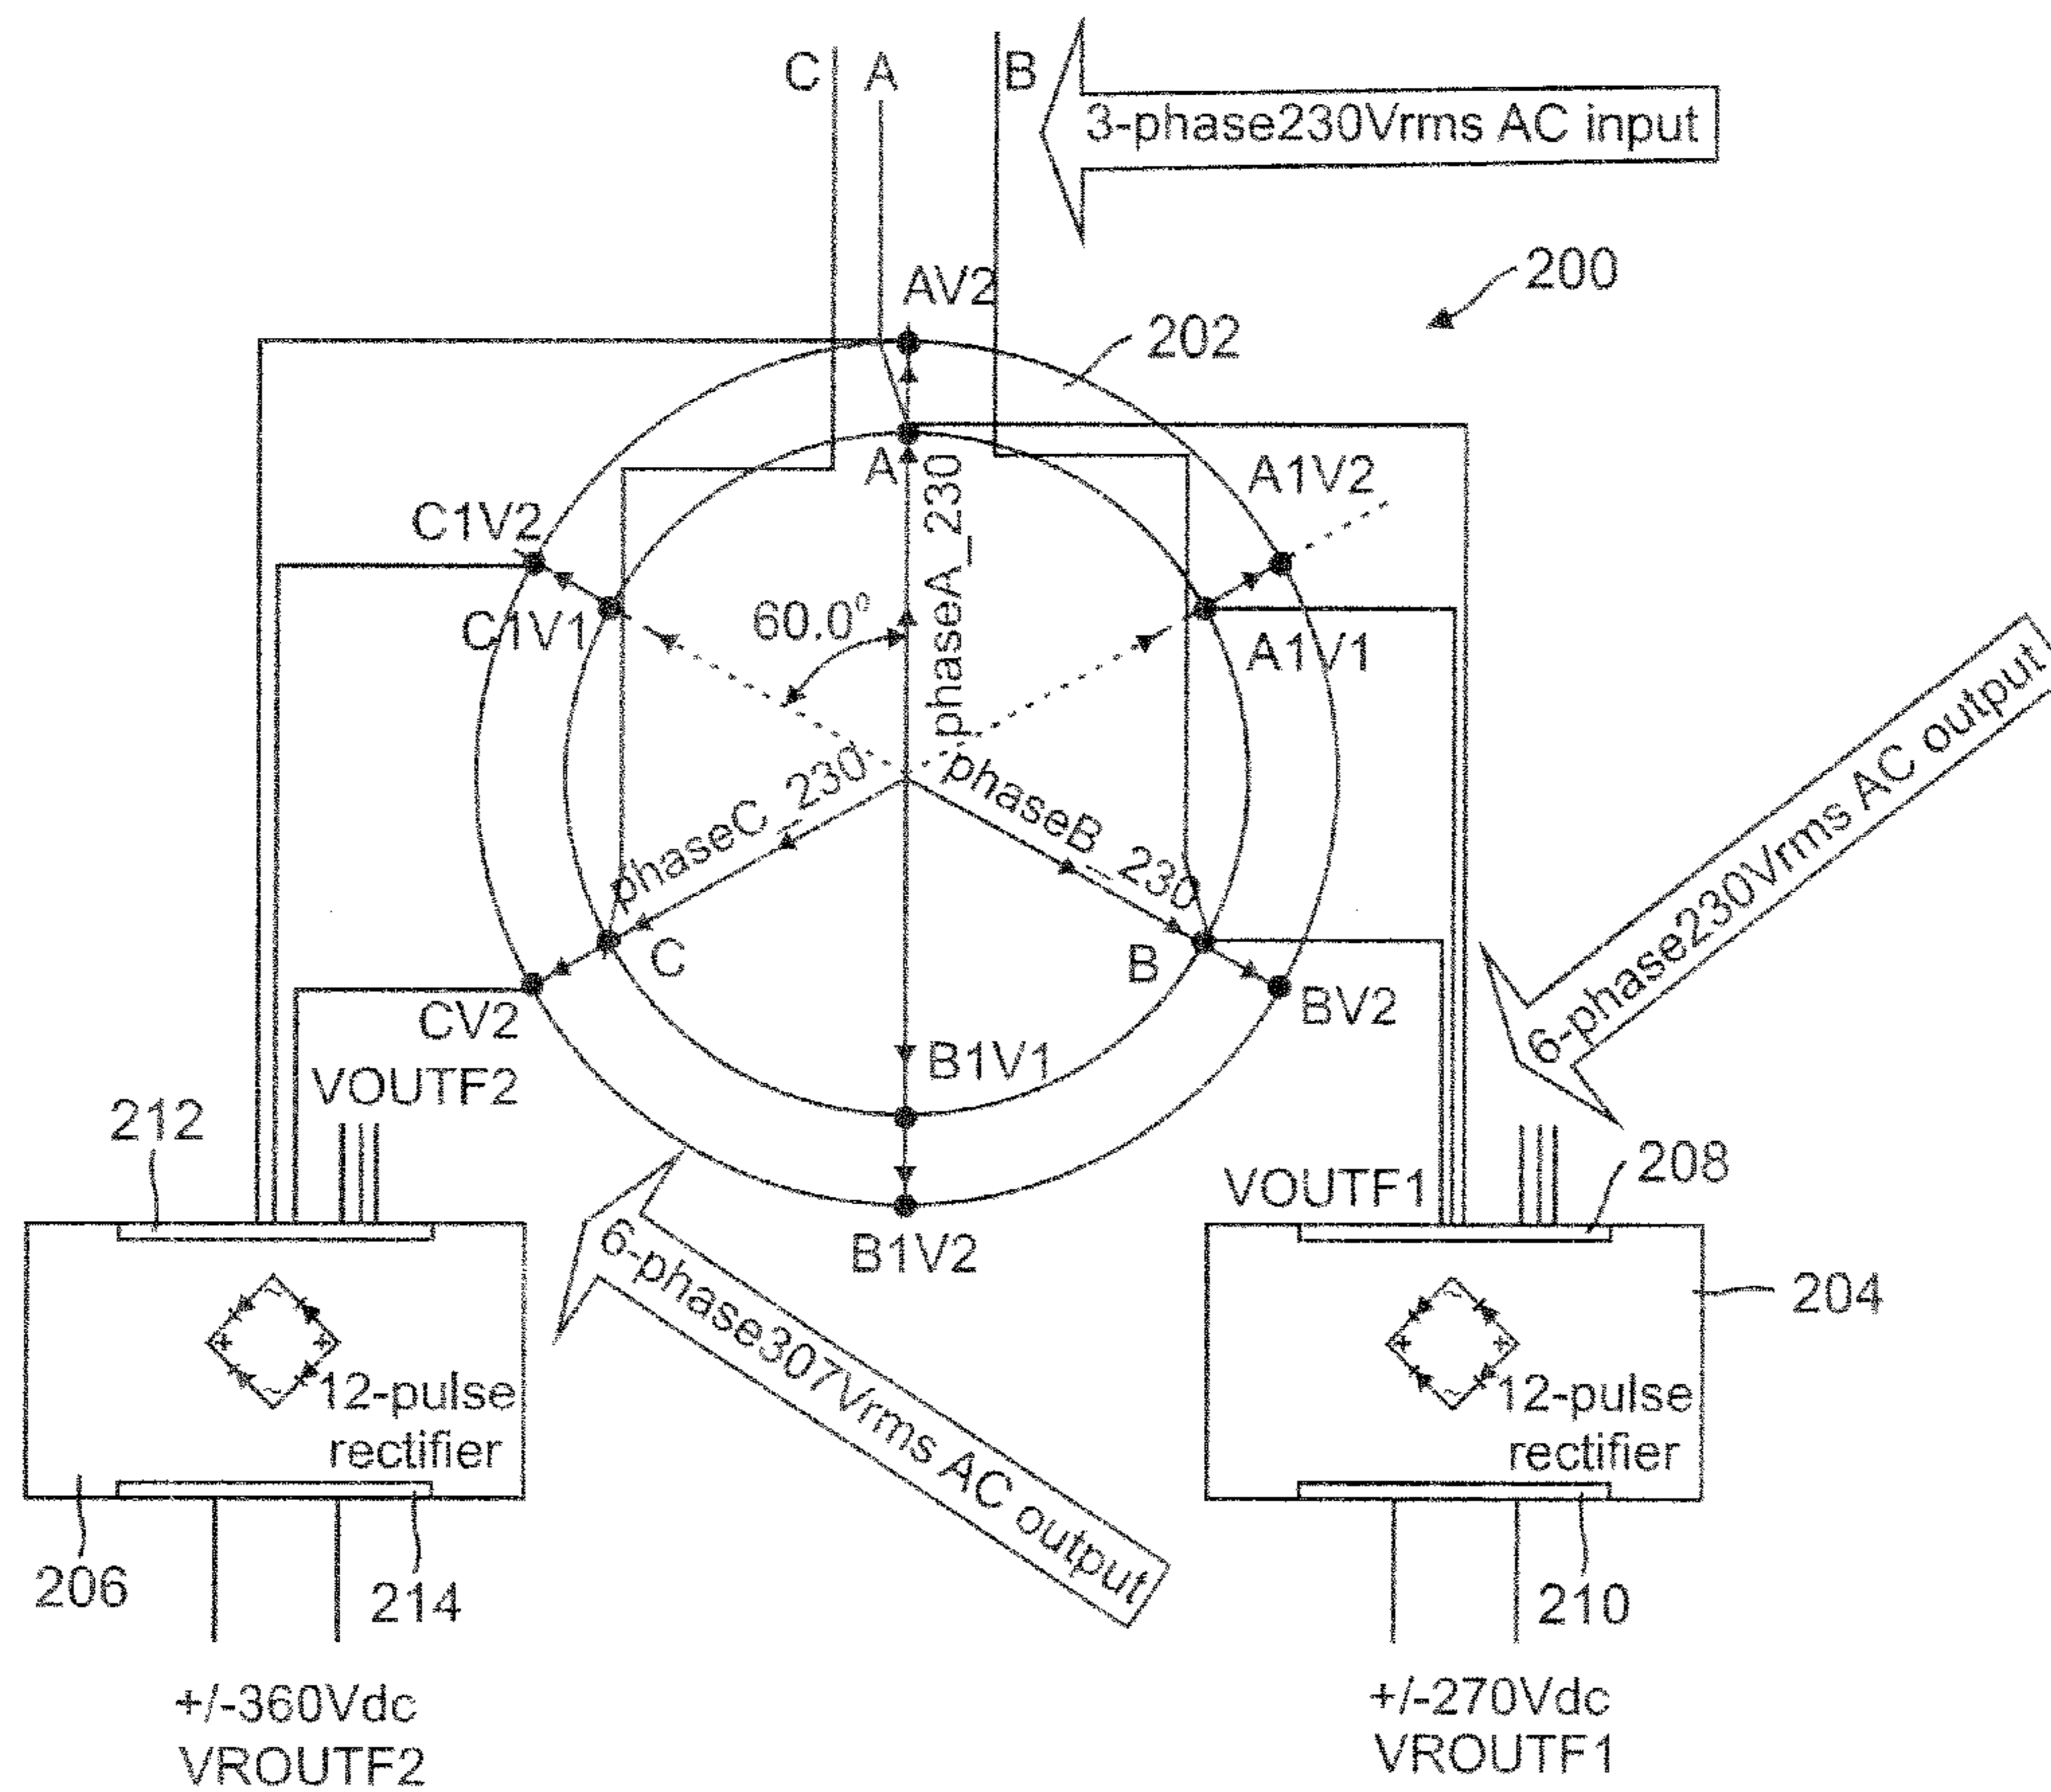 C
A
B
3-phase230Vrms AC input
200
AV2
202
A
A1V2
C1V2
phaseA_230
60.0°
C1V1
A1V1
phaseC_230
phaseB_230
6-phase230Vrms AC output
C
B
CV2
BV2
B1V1
VOUTF2
212
VOUTF1
208
B1V2
6-phase307Vrms AC output
204
12-pulse
rectifier
12-pulse
rectifier
206
214
210
+/-360Vdc
VROUTF2
+/-270Vdc
VROUTF1